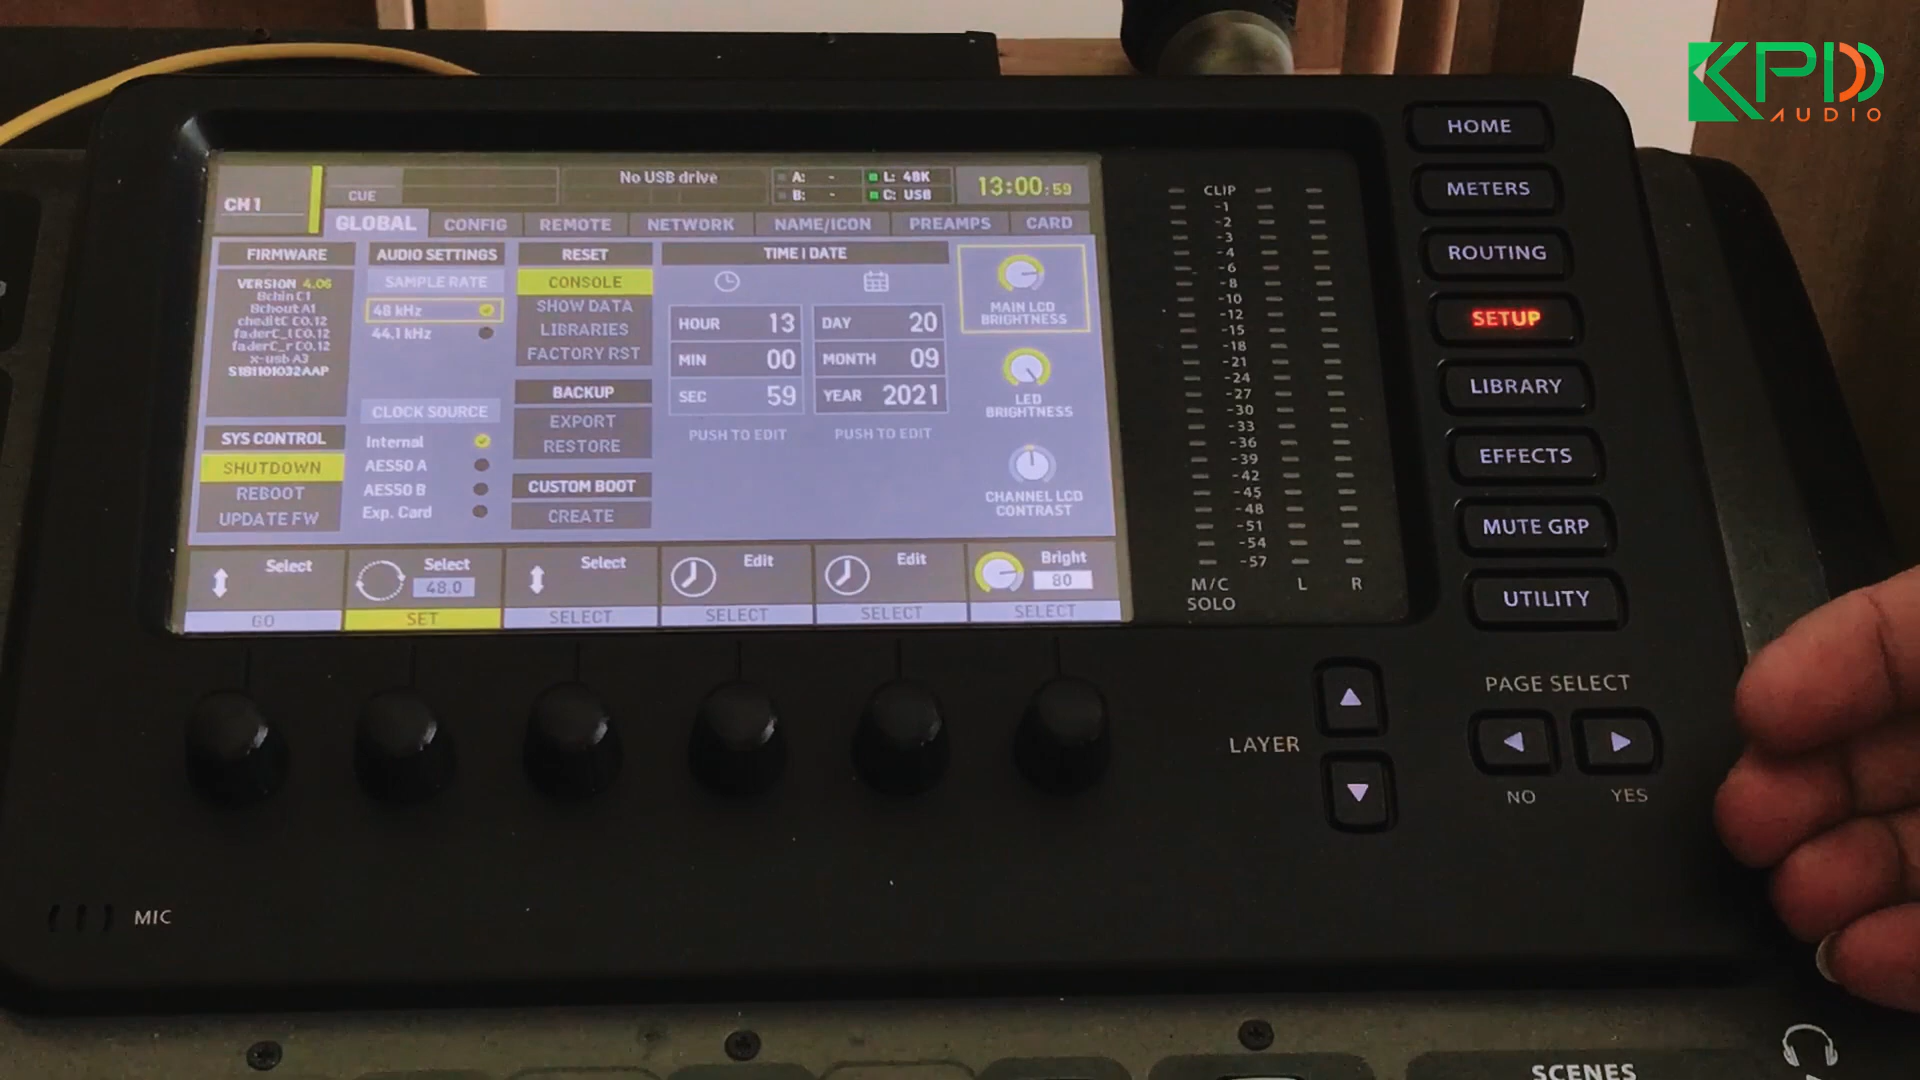 KPD
AUDIO
HOME
METERS
ROUTING
SETUP
LIBRARY
EFFECTS
MUTE GRP
UTILITY
PAGE SELECT
NO YES
LAYER
CH 1
CUE
No USB drive
A: - L: 48K
B: - C: USB
13:00:59
GLOBAL CONFIG REMOTE NETWORK NAME/ICON PREAMPS CARD
FIRMWARE
VERSION 4.06
Bchin C1
Bchout A1
cheditC C0.12
faderC_l C0.12
faderC_r C0.12
x-usb A3
S181101032AAP
SYS CONTROL
SHUTDOWN
REBOOT
UPDATE FW
AUDIO SETTINGS
SAMPLE RATE
48 kHz
44.1 kHz
CLOCK SOURCE
Internal
AES50 A
AES50 B
Exp. Card
RESET
CONSOLE
SHOW DATA
LIBRARIES
FACTORY RST
BACKUP
EXPORT
RESTORE
CUSTOM BOOT
CREATE
TIME | DATE
HOUR 13
MIN 00
SEC 59
PUSH TO EDIT
DAY 20
MONTH 09
YEAR 2021
PUSH TO EDIT
MAIN LCD
BRIGHTNESS
LED
BRIGHTNESS
CHANNEL LCD
CONTRAST
Select
GO
Select
48.0
SET
Select
SELECT
Edit
SELECT
Edit
SELECT
Bright
80
SELECT
CLIP
-1
-2
-3
-4
-6
-8
-10
-12
-15
-18
-21
-24
-27
-30
-33
-36
-39
-42
-45
-48
-51
-54
-57
M/C
SOLO
L R
MIC
SCENES